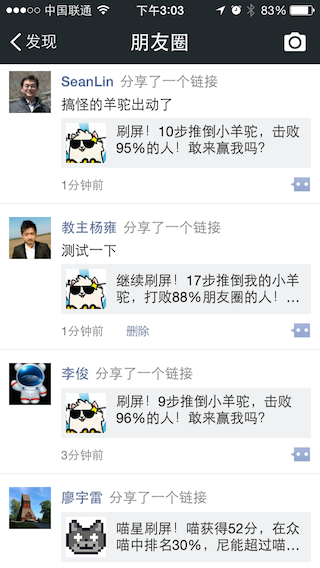 中国联通 下午3:03 83%
发现 朋友圈
SeanLin 分享了一个链接
搞怪的羊驼出动了
刷屏！10步推倒小羊驼，击败
95%的人！敢来赢我吗？
1分钟前
教主杨雍 分享了一个链接
测试一下
继续刷屏！17步推倒我的小羊
驼，打败88%朋友圈的人！...
1分钟前 删除
李俊 分享了一个链接
刷屏！9步推倒小羊驼，击败
96%的人！敢来赢我吗？
3分钟前
廖宇雷 分享了一个链接
喵星刷屏！喵获得52分，在众
喵中排名30%，尼能超过喵...